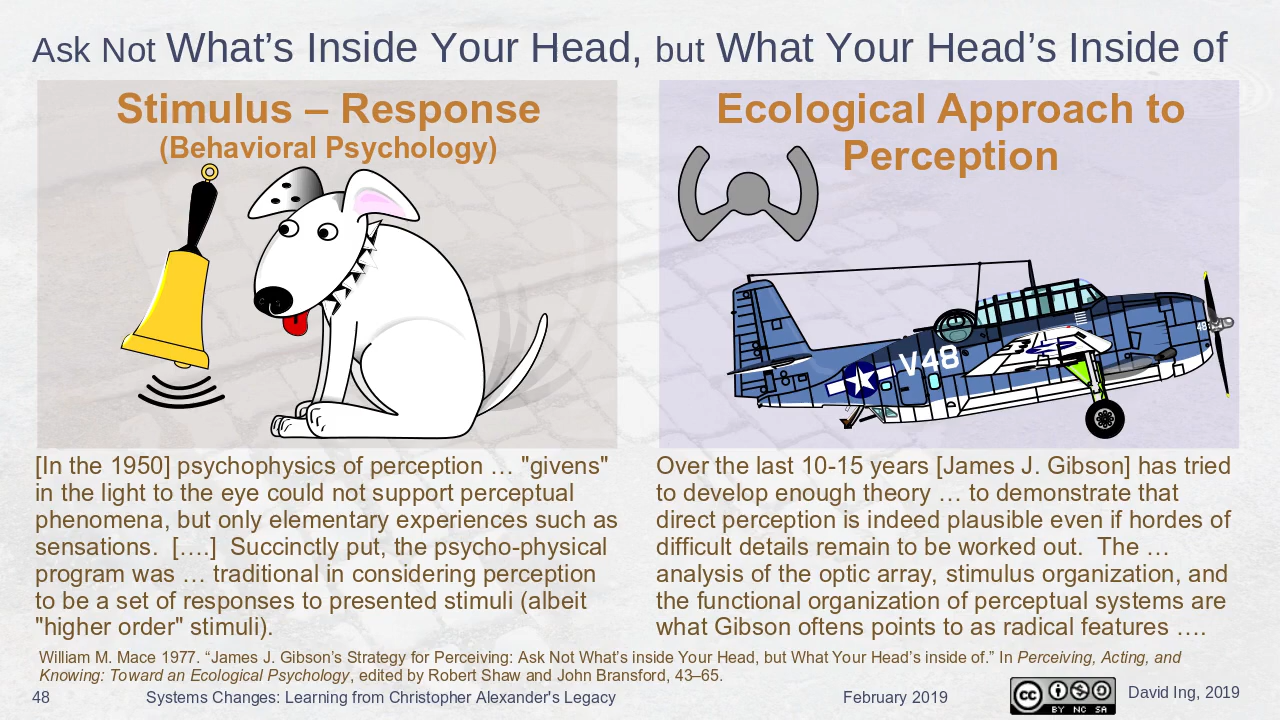 Ask Not What's Inside Your Head, but What Your Head's Inside of
Stimulus – Response
(Behavioral Psychology)
[In the 1950] psychophysics of perception … "givens"
in the light to the eye could not support perceptual
phenomena, but only elementary experiences such as
sensations.  [….]  Succinctly put, the psycho-physical
program was … traditional in considering perception
to be a set of responses to presented stimuli (albeit
"higher order" stimuli).
Ecological Approach to
Perception
V48
48
Over the last 10-15 years [James J. Gibson] has tried
to develop enough theory … to demonstrate that
direct perception is indeed plausible even if hordes of
difficult details remain to be worked out.  The …
analysis of the optic array, stimulus organization, and
the functional organization of perceptual systems are
what Gibson oftens points to as radical features ….
William M. Mace 1977. “James J. Gibson’s Strategy for Perceiving: Ask Not What’s inside Your Head, but What Your Head’s inside of.” In Perceiving, Acting, and
Knowing: Toward an Ecological Psychology, edited by Robert Shaw and John Bransford, 43–65.
48 Systems Changes: Learning from Christopher Alexander's Legacy February 2019 David Ing, 2019
cc BY NC SA